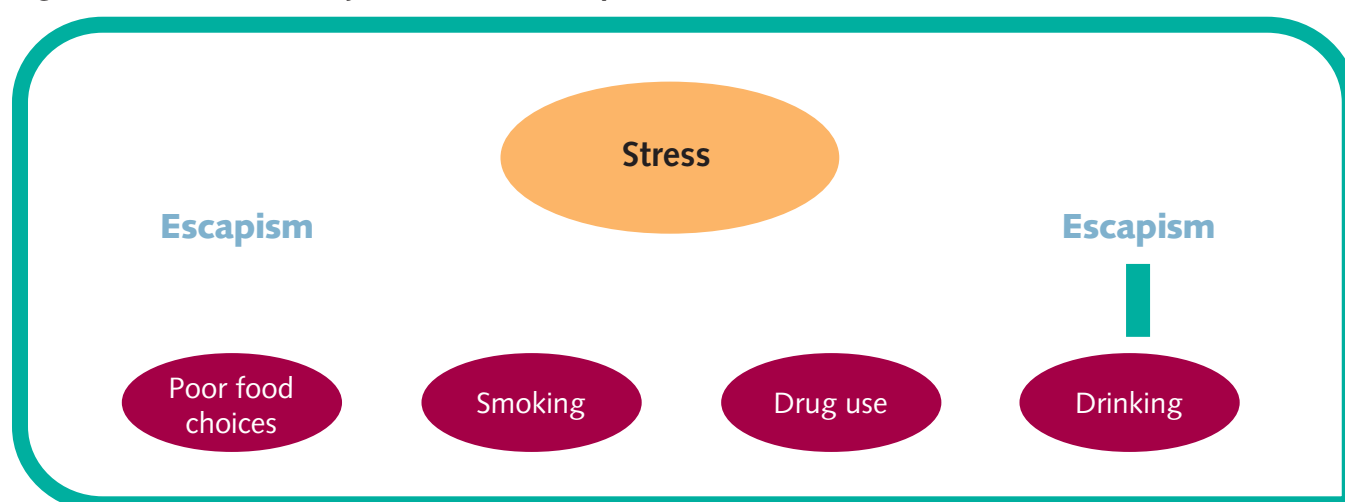 Stress
Escapism
Escapism
Poor food
choices
Smoking
Drug use
Drinking